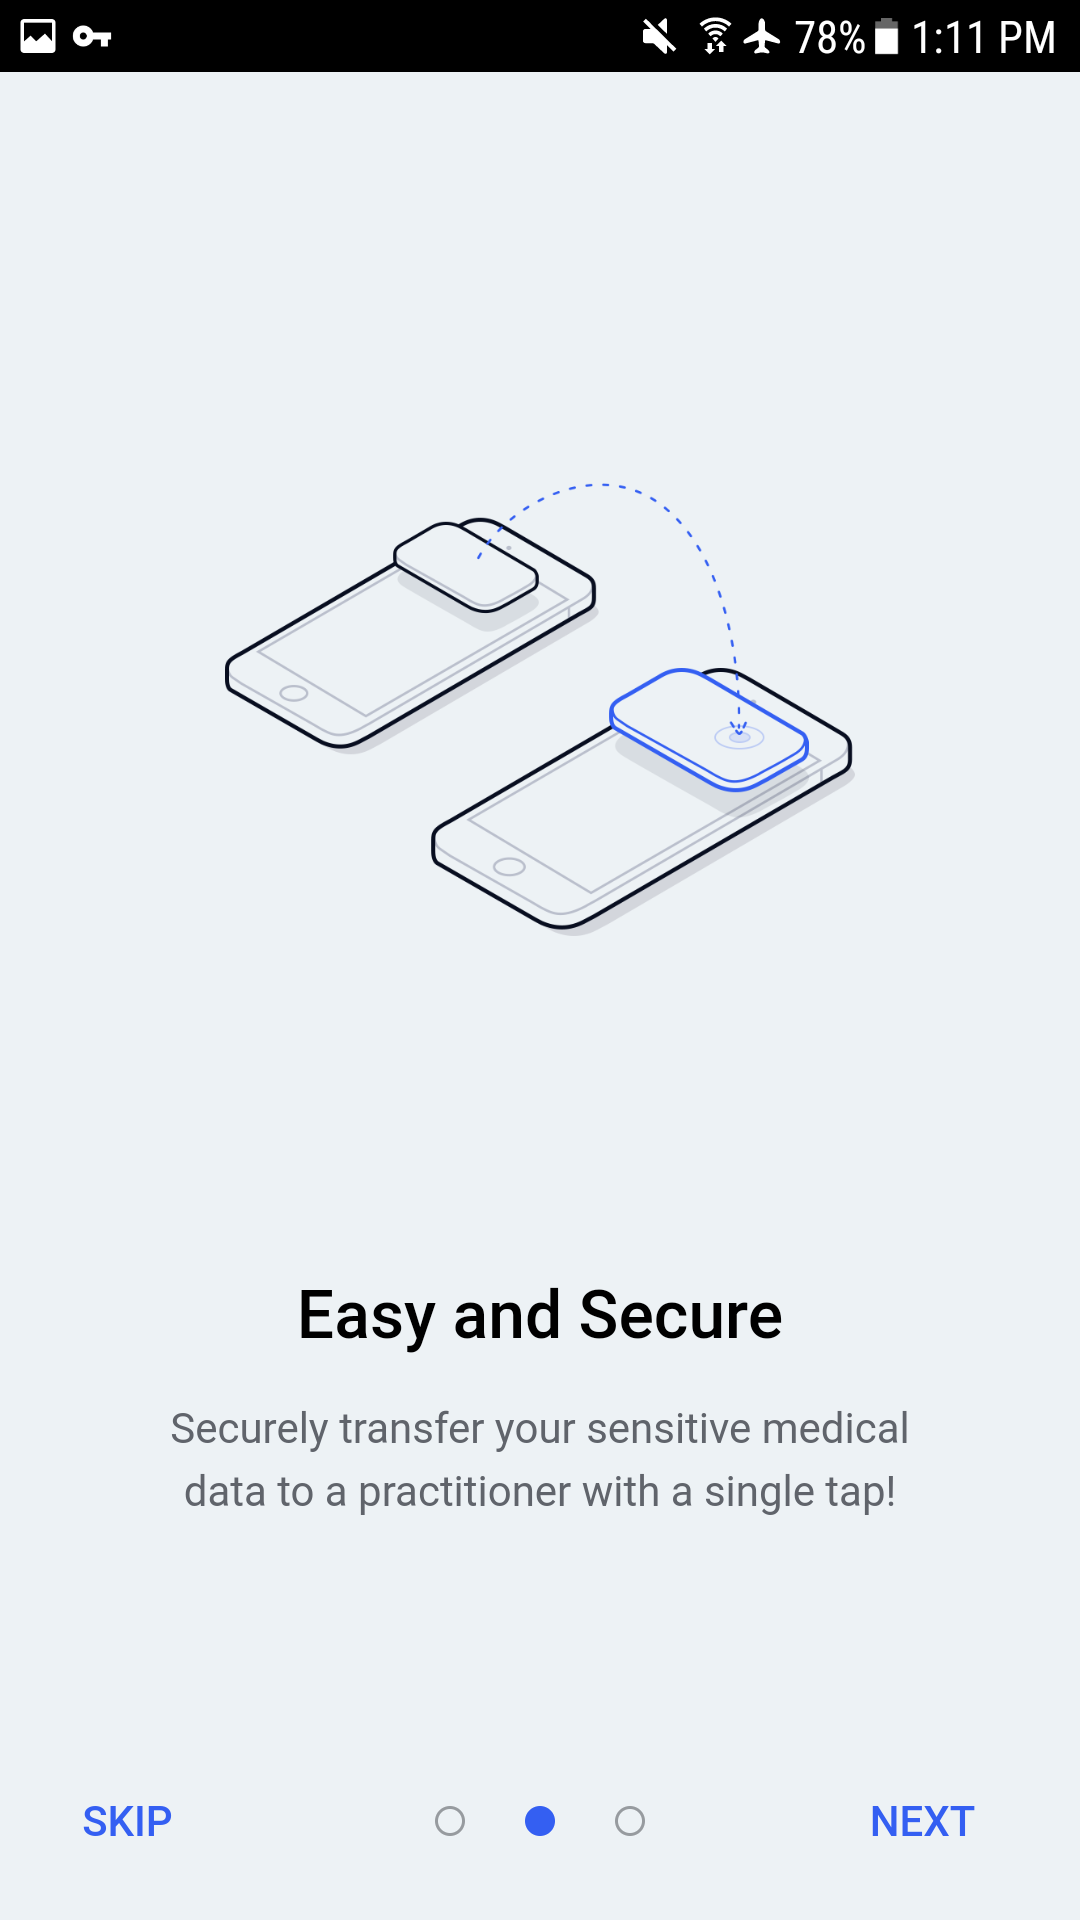 78% 1:11 PM
Easy and Secure
Securely transfer your sensitive medical
data to a practitioner with a single tap!
SKIP NEXT